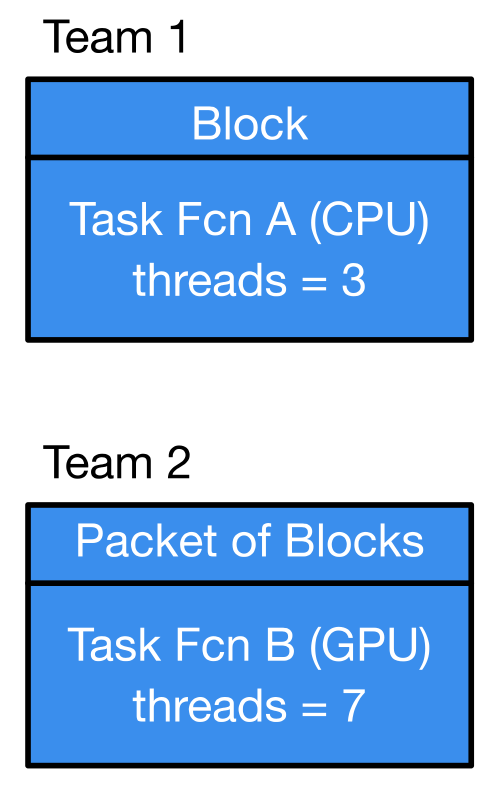 Team 1
Block
Task Fcn A (CPU)
threads = 3
Team 2
Packet of Blocks
Task Fcn B (GPU)
threads = 7